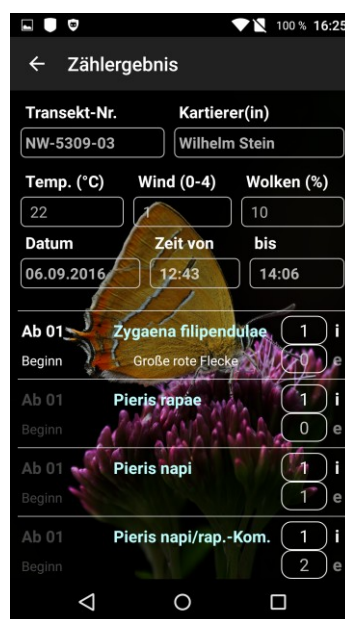 100 % 16:25
Zählergebnis
Transekt-Nr. Kartierer(in)
NW-5309-03 Wilhelm Stein
Temp. (°C) Wind (0-4) Wolken (%)
22 1 10
Datum Zeit von bis
06.09.2016 12:43 14:06
Ab 01 Zygaena filipendulae 1 i
Beginn Große rote Flecke 0 e
Ab 01 Pieris rapae 1 i
Beginn 0 e
Ab 01 Pieris napi 1 i
Beginn 1 e
Ab 01 Pieris napi/rap.-Kom. 1 i
Beginn 2 e